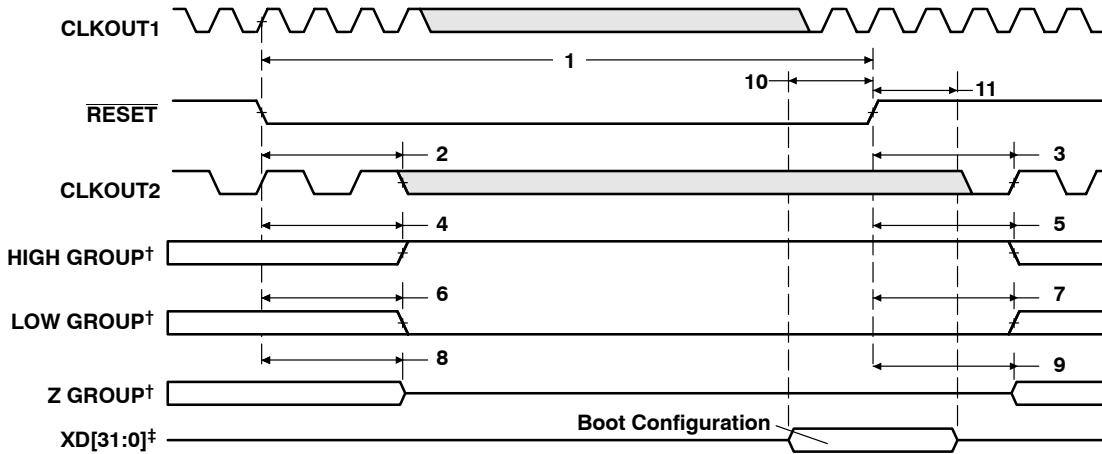 CLKOUT1
1
10
11
RESET
2
3
CLKOUT2
4
5
HIGH GROUP†
6
7
LOW GROUP†
8
9
Z GROUP†
Boot Configuration
XD[31:0]‡